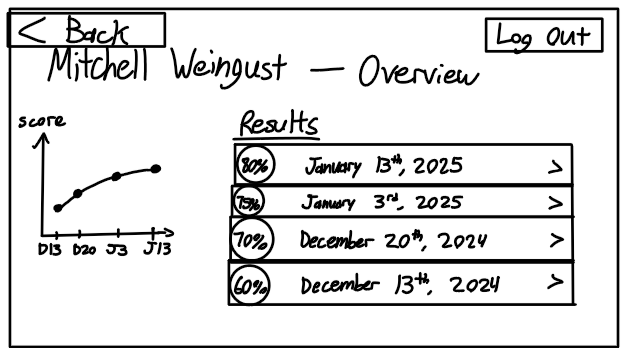 < Back
Log Out
Mitchell Weingust — Overview
score
D13 D20 J3 J13
Results
80% January 13th, 2025 >
75% January 3rd, 2025 >
70% December 20th, 2024 >
60% December 13th, 2024 >